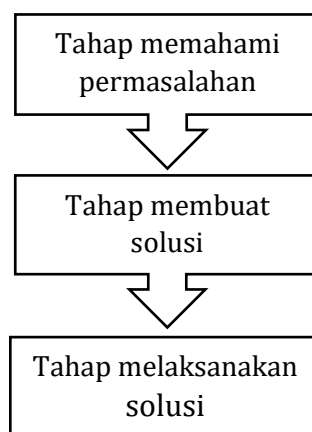 Tahap memahami
permasalahan
Tahap membuat
solusi
Tahap melaksanakan
solusi